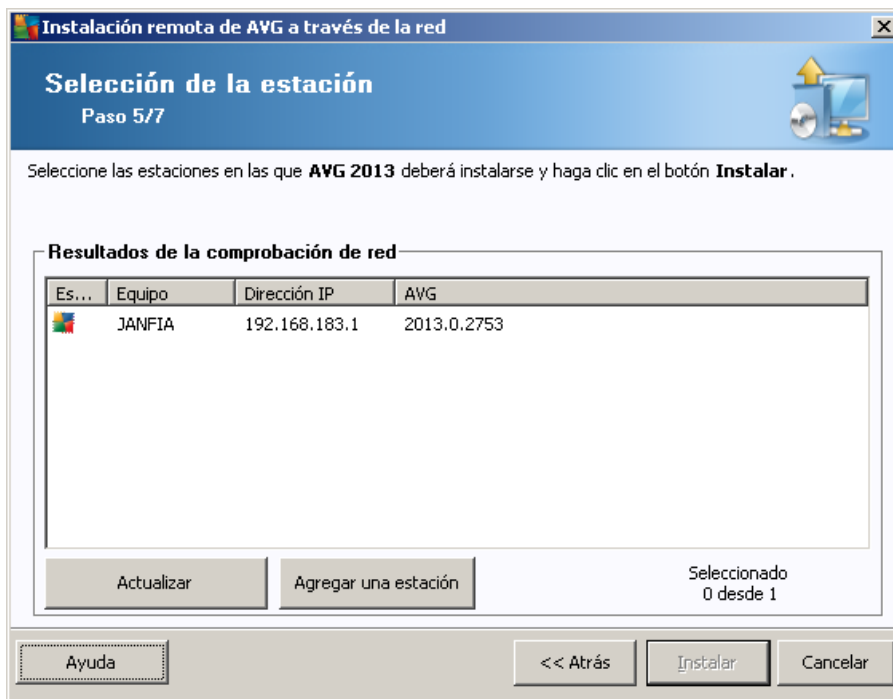 Instalación remota de AVG a través de la red
Selección de la estación
Paso 5/7
Seleccione las estaciones en las que AVG 2013 deberá instalarse y haga clic en el botón Instalar.
Resultados de la comprobación de red
Es... Equipo Dirección IP AVG
JANFIA 192.168.183.1 2013.0.2753
Actualizar Agregar una estación Seleccionado
0 desde 1
Ayuda << Atrás Instalar Cancelar